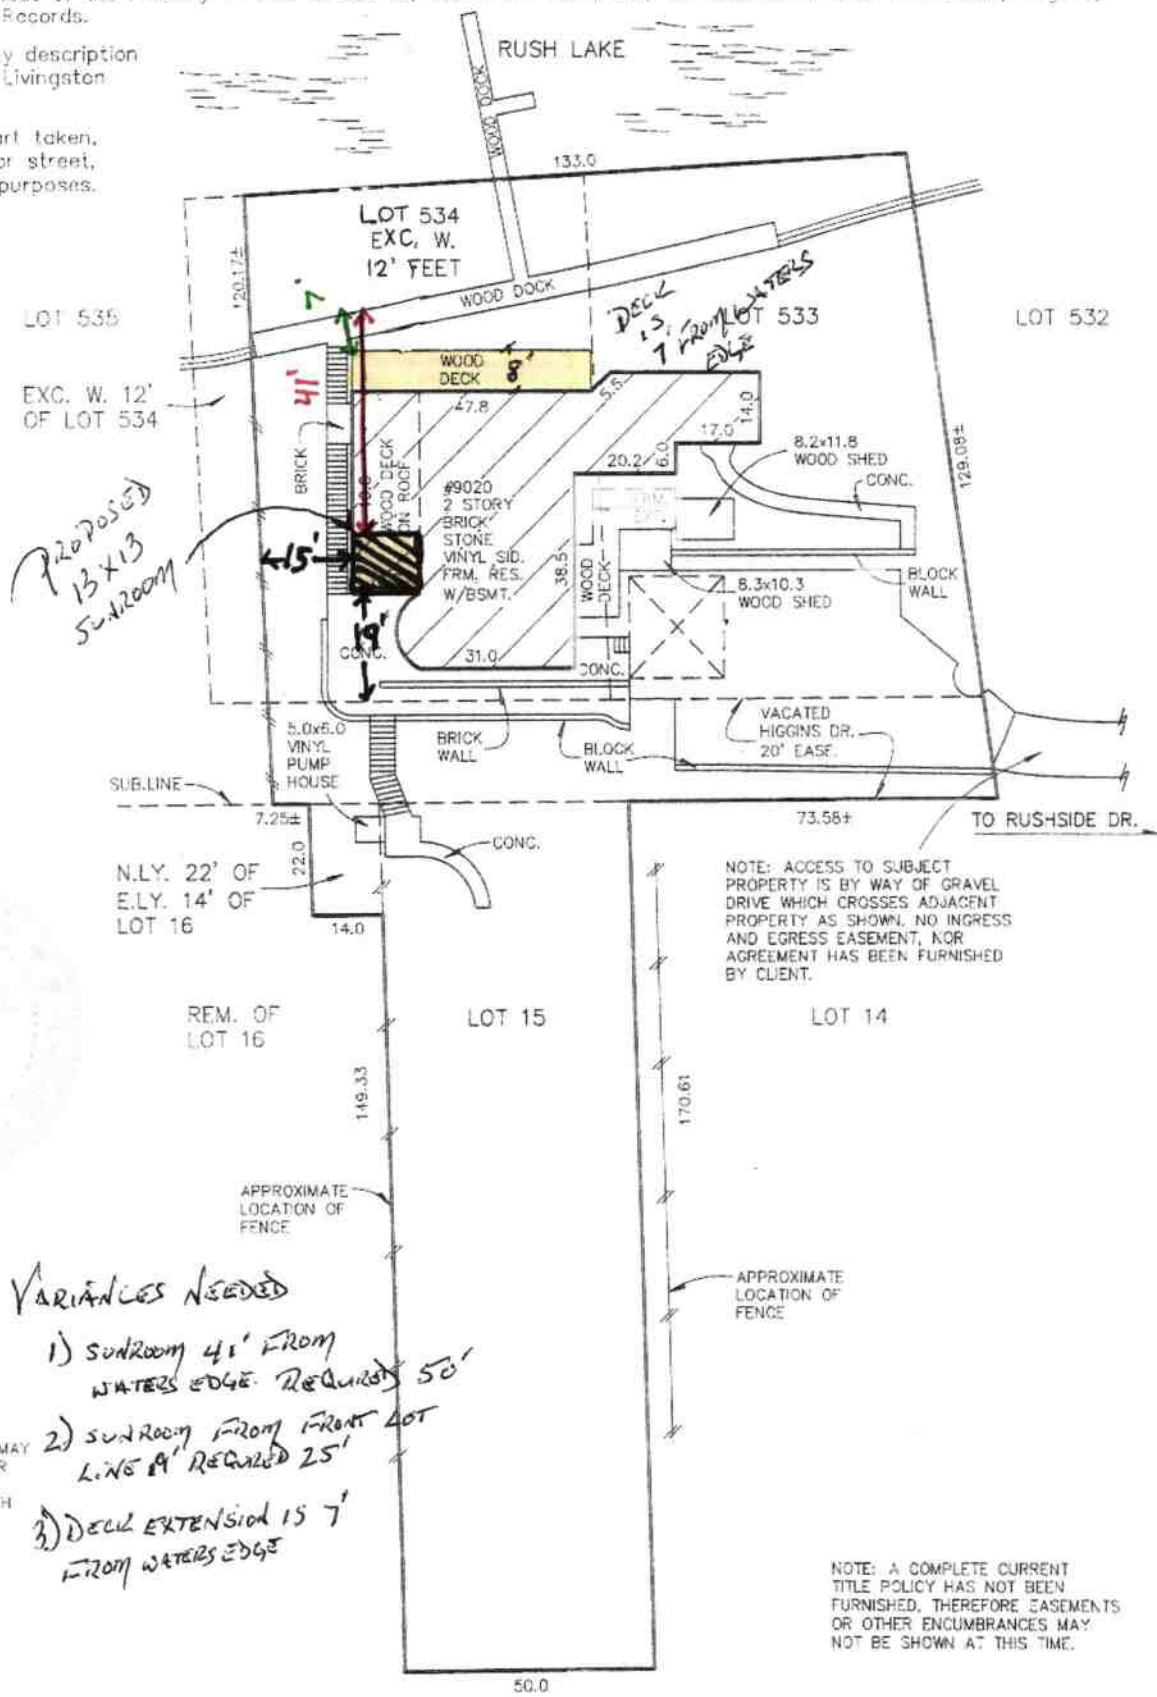 Records.
y description
Livingston
art taken,
or street,
purposes.
RUSH LAKE
WOOD DOCK
WOOD DOCK
133.0
LOT 534
EXC. W.
12' FEET
120.17±
7'
WOOD DOCK
DECK
IS
7' FROM WATERS
EDGE
LOT 535
LOT 533
LOT 532
WOOD
DECK
8'
41'
EXC. W. 12'
OF LOT 534
47.8
5.5
14.0
17.0
6.0
20.2
8.2x11.8
WOOD SHED
CONC.
129.08±
BRICK
WOOD DECK
ON ROOF
#9020
2 STORY
BRICK
STONE
VINYL SID.
FRM. RES.
W/BSMT.
PROPOSED
13 X 13
SUNROOM
15'
38.5
WOOD
DECK
8.3x10.3
WOOD SHED
BLOCK
WALL
19'
CONC.
31.0
CONC.
5.0x6.0
VINYL
PUMP
HOUSE
BRICK
WALL
BLOCK
WALL
VACATED
HIGGINS DR.
20' EASE.
SUB.LINE
7.25±
73.58±
TO RUSHSIDE DR.
22.0
CONC.
N.LY. 22' OF
E.LY. 14' OF
LOT 16
14.0
NOTE: ACCESS TO SUBJECT
PROPERTY IS BY WAY OF GRAVEL
DRIVE WHICH CROSSES ADJACENT
PROPERTY AS SHOWN. NO INGRESS
AND EGRESS EASEMENT, NOR
AGREEMENT HAS BEEN FURNISHED
BY CLIENT.
REM. OF
LOT 16
LOT 15
LOT 14
149.33
170.61
APPROXIMATE
LOCATION OF
FENCE
APPROXIMATE
LOCATION OF
FENCE
VARIANCES NEEDED
1) SUNROOM 41' FROM
WATERS EDGE. REQUIRED 50'
2) SUNROOM FROM FRONT LOT
LINE 19' REQUIRED 25'
3) DECK EXTENSION IS 7'
FROM WATERS EDGE
MAY
R
H
NOTE: A COMPLETE CURRENT
TITLE POLICY HAS NOT BEEN
FURNISHED, THEREFORE EASEMENTS
OR OTHER ENCUMBRANCES MAY
NOT BE SHOWN AT THIS TIME.
50.0